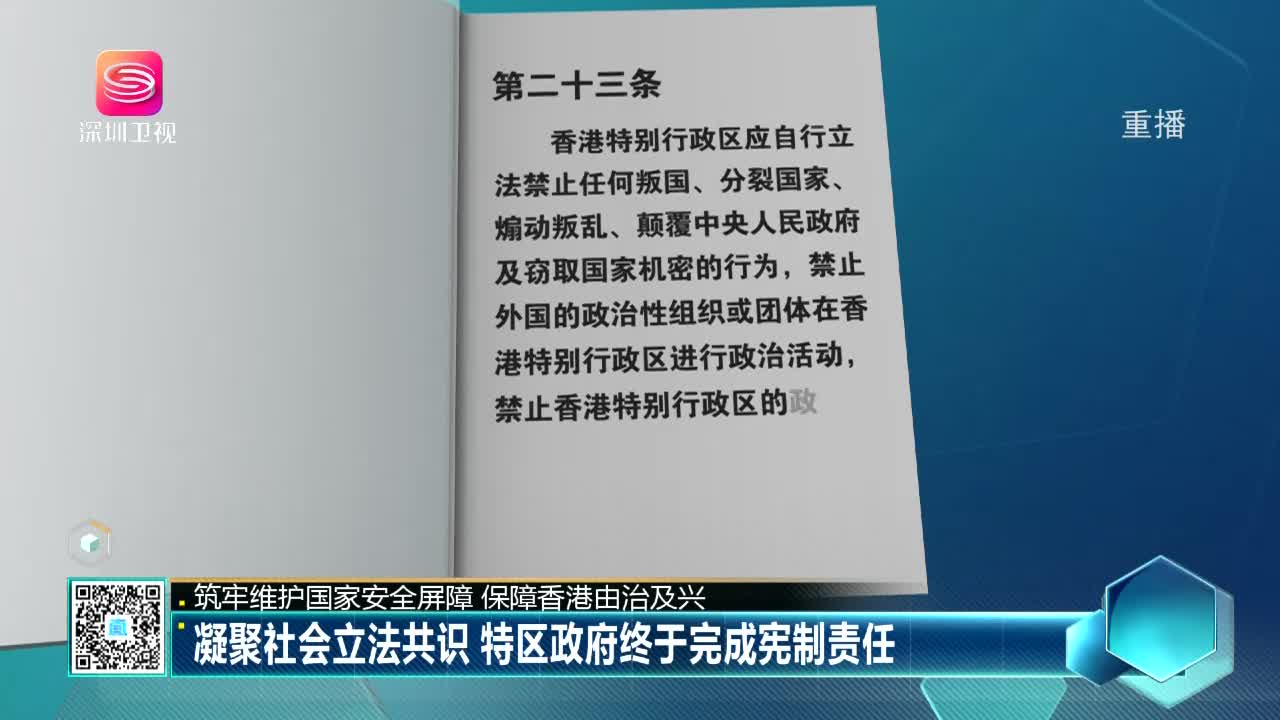 深圳卫视
重播
第二十三条
香港特别行政区应自行立
法禁止任何叛国、分裂国家、
煽动叛乱、颠覆中央人民政府
及窃取国家机密的行为，禁止
外国的政治性组织或团体在香
港特别行政区进行政治活动，
禁止香港特别行政区的政
筑牢维护国家安全屏障 保障香港由治及兴
凝聚社会立法共识 特区政府终于完成宪制责任